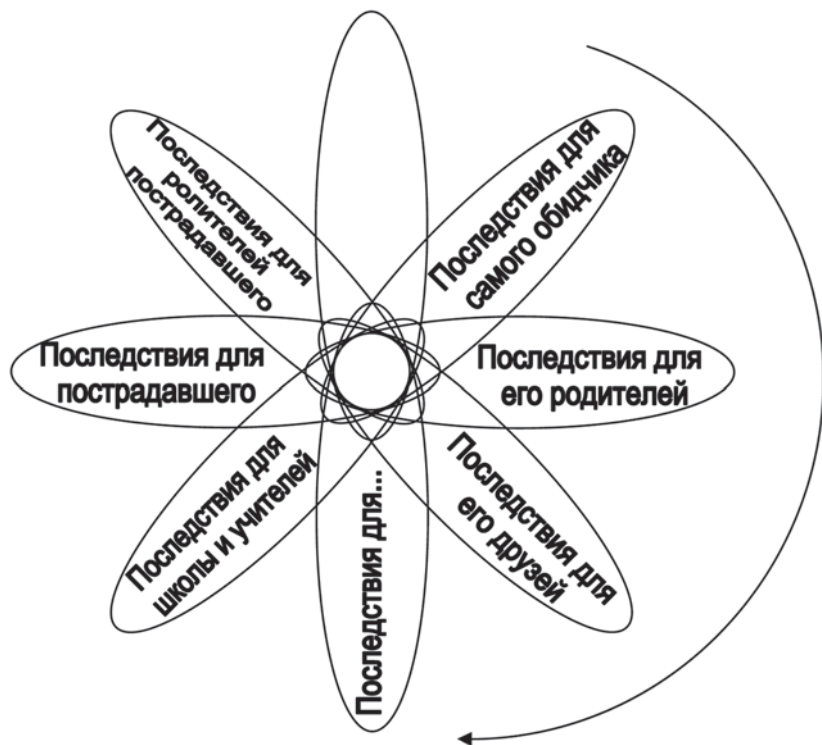 Последствия для
самого обидчика
Последствия для
его родителей
Последствия для
его друзей
Последствия для...
Последствия для
школы и учителей
Последствия для
пострадавшего
Последствия для
ролителей
пострадавшего